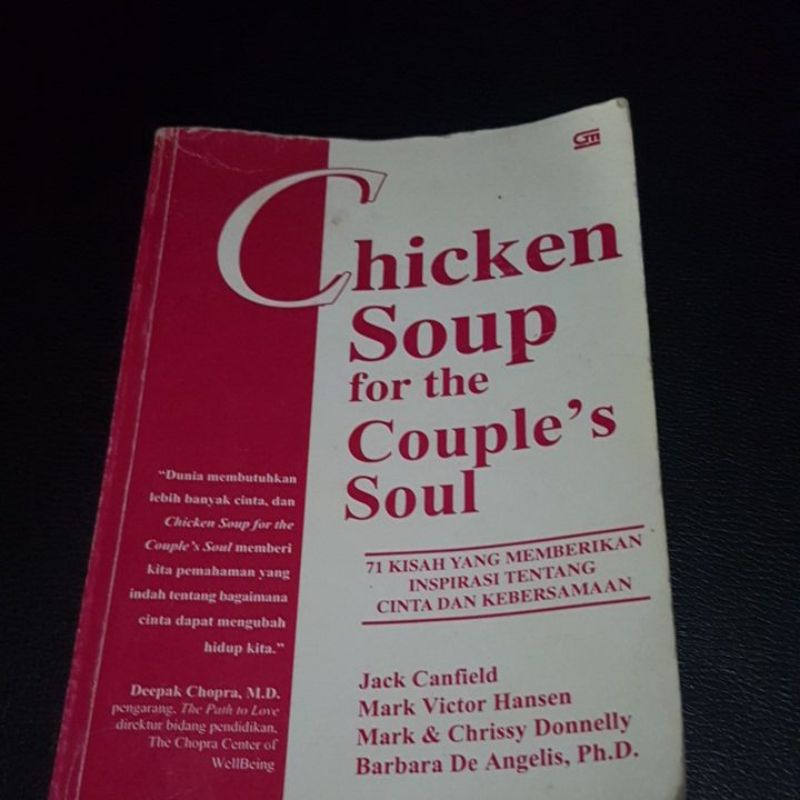 Chicken
Soup
for the
Couple's
Soul
71 KISAH YANG MEMBERIKAN
INSPIRASI TENTANG
CINTA DAN KEBERSAMAAN
Jack Canfield
Mark Victor Hansen
Mark & Chrissy Donnelly
Barbara De Angelis, Ph.D.
“Dunia membutuhkan
lebih banyak cinta, dan
Chicken Soup for the
Couple's Soul memberi
kita pemahaman yang
indah tentang bagaimana
cinta dapat mengubah
hidup kita.”
Deepak Chopra, M.D.
pengarang, The Path to Love
direktur bidang pendidikan,
The Chopra Center of
WellBeing